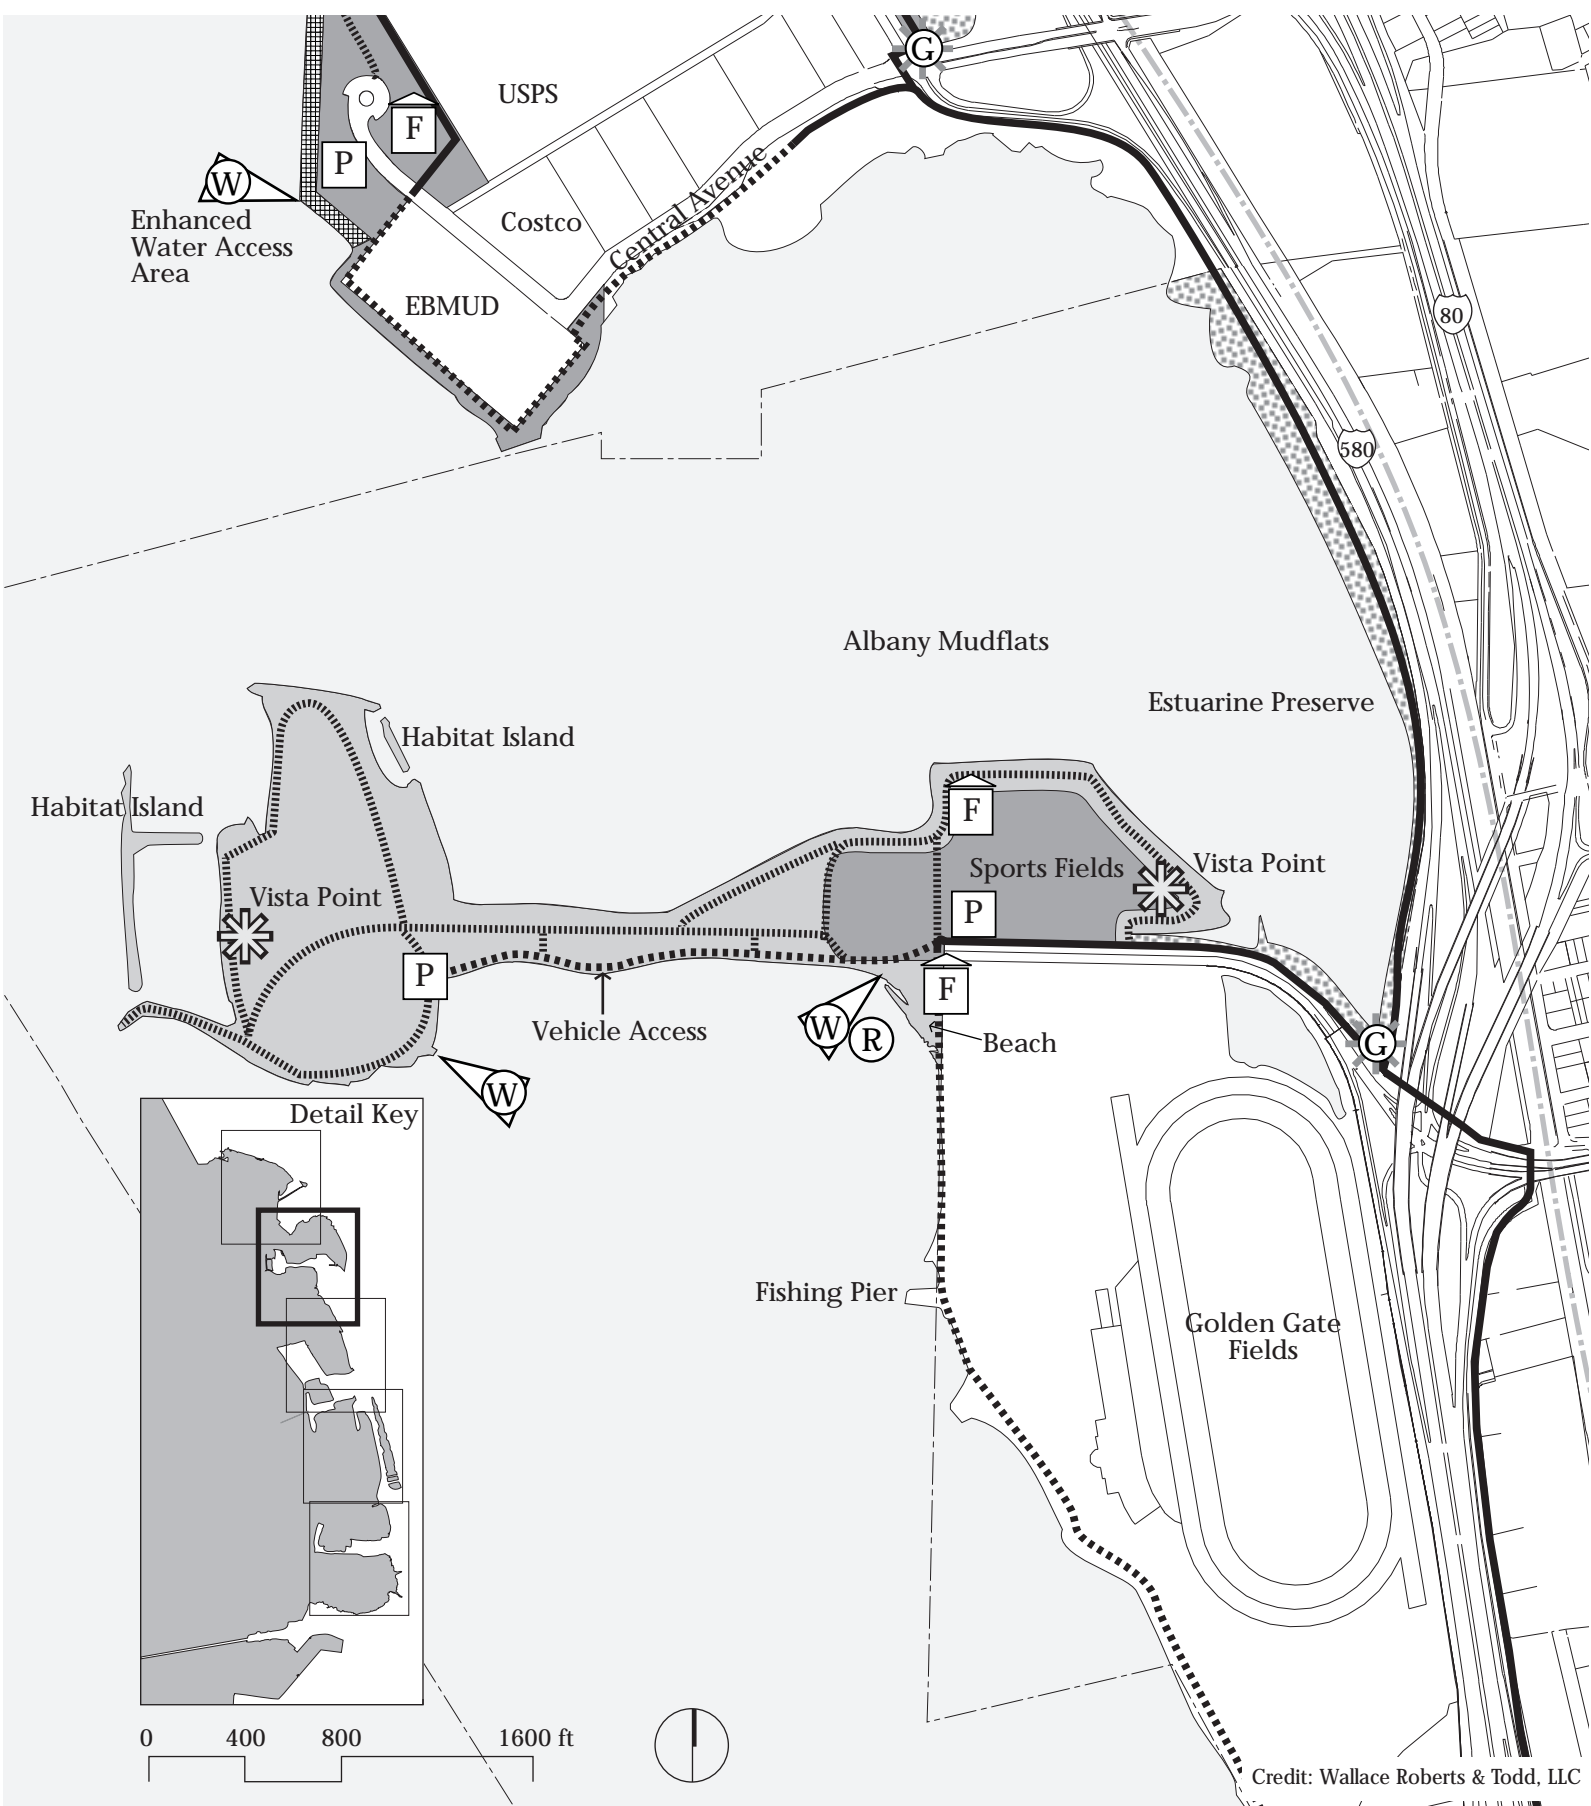 G
USPS
F
P
W
Enhanced
Water Access
Area
Costco
Central Avenue
EBMUD
80
580
Albany Mudflats
Estuarine Preserve
Habitat Island
Habitat Island
F
Sports Fields
Vista Point
Vista Point
P
P
F
Vehicle Access
W
R
Beach
G
W
Detail Key
Fishing Pier
Golden Gate
Fields
0 400 800 1600 ft
Credit: Wallace Roberts & Todd, LLC